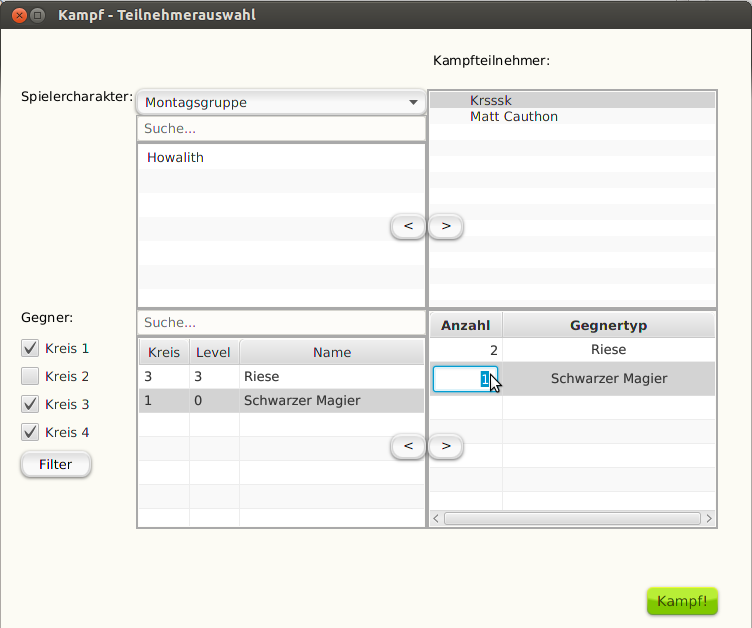 Kampf - Teilnehmerauswahl
Kampfteilnehmer:
Spielercharakter:
Montagsgruppe
Suche...
Howalith
Krsssk
Matt Cauthon
< >
Gegner:
Kreis 1
Kreis 2
Kreis 3
Kreis 4
Filter
Suche...
Kreis Level Name
3 3 Riese
1 0 Schwarzer Magier
Anzahl Gegnertyp
2 Riese
1 Schwarzer Magier
< >
Kampf!